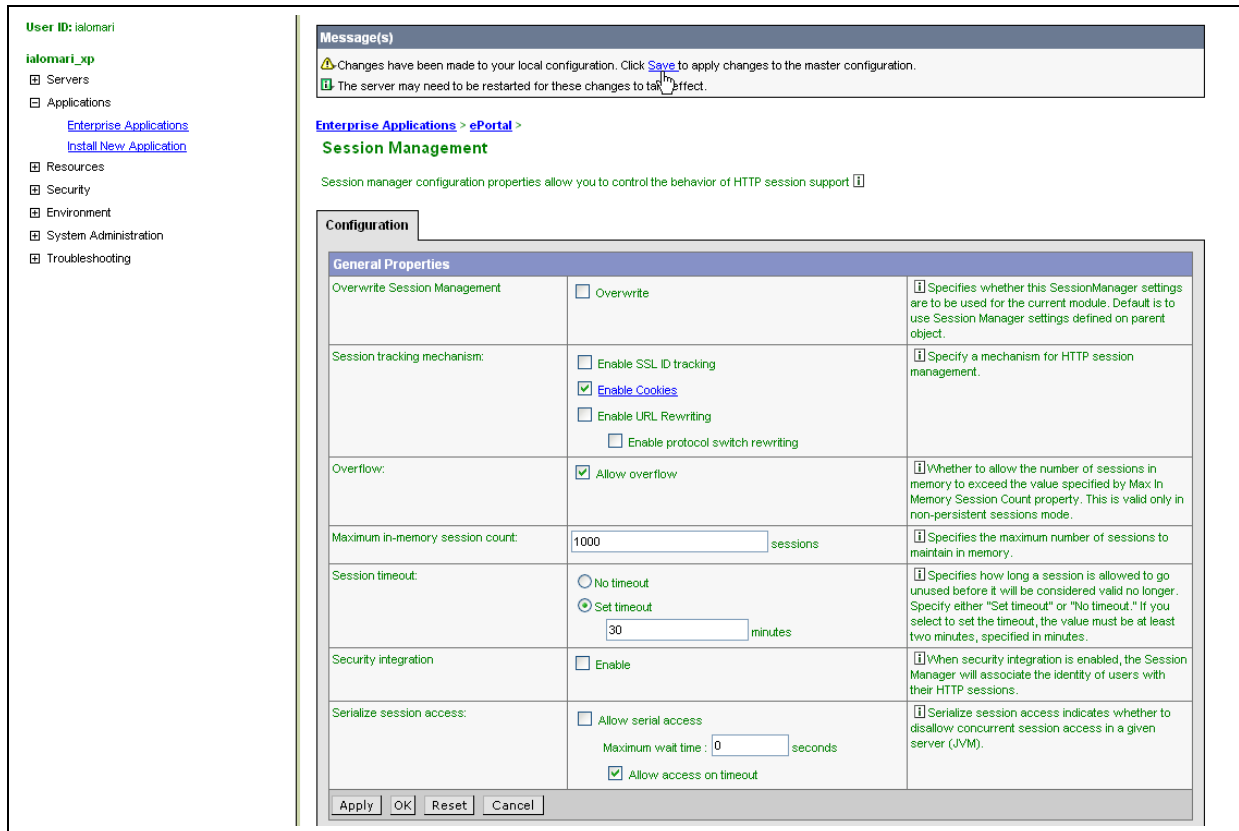 User ID: ialomari
ialomari_xp
Servers
Applications
Enterprise Applications
Install New Application
Resources
Security
Environment
System Administration
Troubleshooting
Message(s)
Changes have been made to your local configuration. Click Save to apply changes to the master configuration.
The server may need to be restarted for these changes to take effect.
Enterprise Applications > ePortal >
Session Management
Session manager configuration properties allow you to control the behavior of HTTP session support
Configuration
General Properties
Overwrite Session Management
Overwrite
Specifies whether this SessionManager settings
are to be used for the current module. Default is to
use Session Manager settings defined on parent
object.
Session tracking mechanism:
Enable SSL ID tracking
Enable Cookies
Enable URL Rewriting
Enable protocol switch rewriting
Specify a mechanism for HTTP session
management.
Overflow:
Allow overflow
Whether to allow the number of sessions in
memory to exceed the value specified by Max In
Memory Session Count property. This is valid only in
non-persistent sessions mode.
Maximum in-memory session count:
1000 sessions
Specifies the maximum number of sessions to
maintain in memory.
Session timeout:
No timeout
Set timeout
30 minutes
Specifies how long a session is allowed to go
unused before it will be considered valid no longer.
Specify either "Set timeout" or "No timeout." If you
select to set the timeout, the value must be at least
two minutes, specified in minutes.
Security integration
Enable
When security integration is enabled, the Session
Manager will associate the identity of users with
their HTTP sessions.
Serialize session access:
Allow serial access
Maximum wait time : 0 seconds
Allow access on timeout
Serialize session access indicates whether to
disallow concurrent session access in a given
server (JVM).
Apply OK Reset Cancel